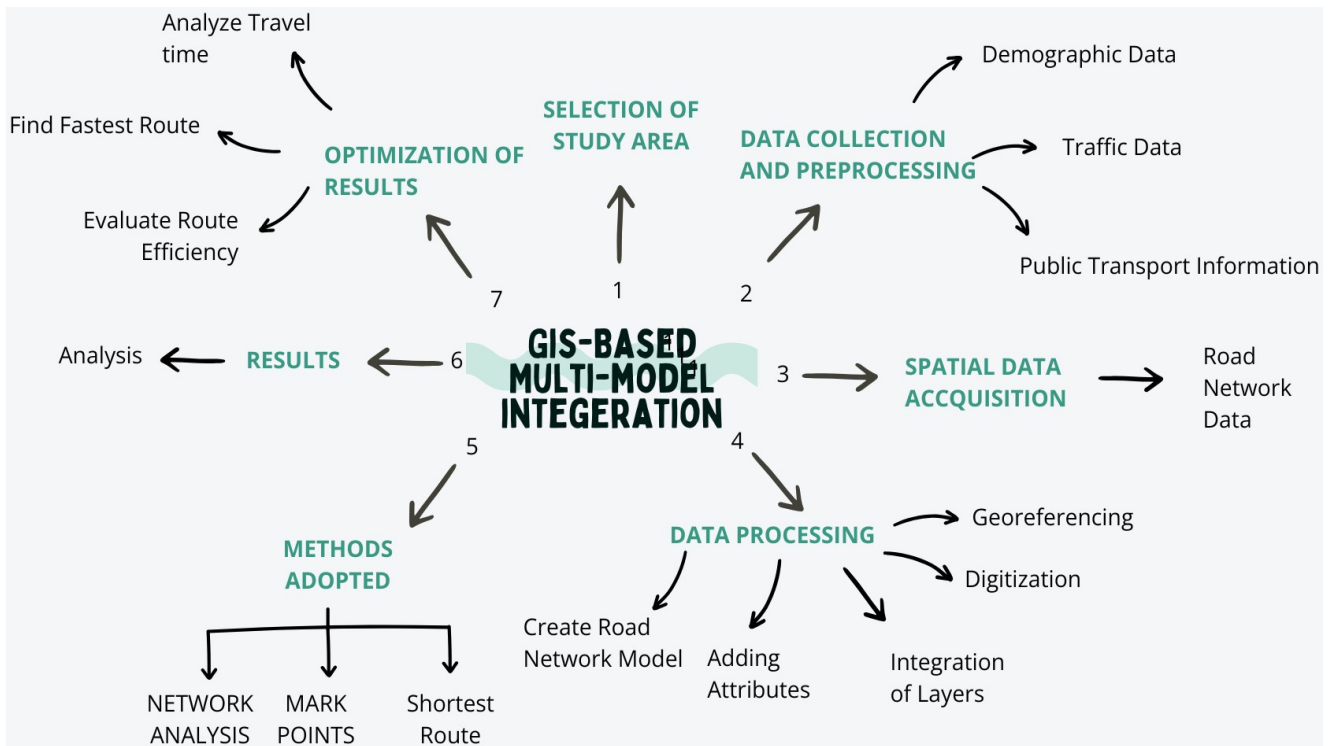 Analyze Travel
time
Find Fastest Route
Evaluate Route
Efficiency
OPTIMIZATION OF
RESULTS
7
SELECTION OF
STUDY AREA
1
DATA COLLECTION
AND PREPROCESSING
2
Demographic Data
Traffic Data
Public Transport Information
GIS-BASED
MULTI-MODEL
INTEGERATION
Analysis
RESULTS
6
3
SPATIAL DATA
ACCQUISITION
Road
Network
Data
5
METHODS
ADOPTED
NETWORK
ANALYSIS
MARK
POINTS
Shortest
Route
4
DATA PROCESSING
Georeferencing
Digitization
Create Road
Network Model
Adding
Attributes
Integration
of Layers